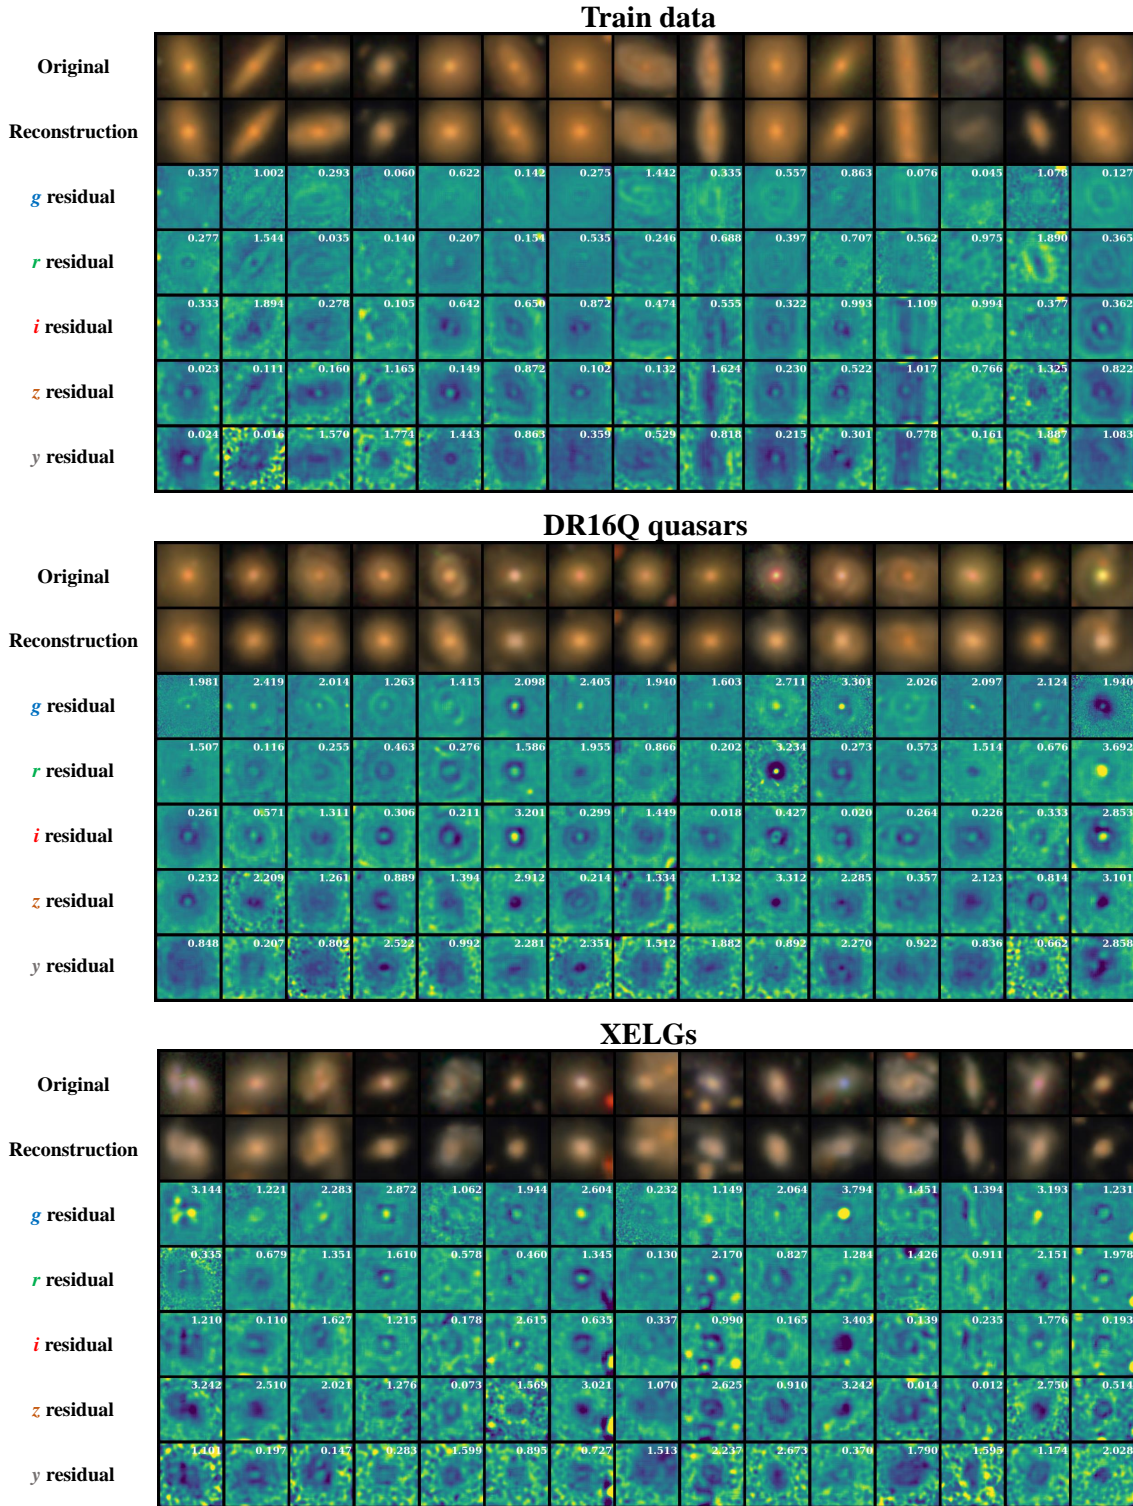 Train data
Original
Reconstruction
g residual 0.357 1.002 0.293 0.060 0.622 0.142 0.275 1.442 0.335 0.557 0.863 0.076 0.045 1.078 0.127
r residual 0.277 1.544 0.035 0.140 0.207 0.154 0.535 0.246 0.688 0.397 0.707 0.562 0.975 1.890 0.365
i residual 0.333 1.894 0.278 0.105 0.642 0.650 0.872 0.474 0.555 0.322 0.993 1.109 0.994 0.377 0.362
z residual 0.023 0.111 0.160 1.165 0.149 0.872 0.102 0.132 1.624 0.230 0.522 1.017 0.766 1.325 0.822
y residual 0.024 0.016 1.570 1.774 1.443 0.863 0.359 0.529 0.818 0.215 0.301 0.778 0.161 1.887 1.083
DR16Q quasars
Original
Reconstruction
g residual 1.981 2.419 2.014 1.263 1.415 2.098 2.405 1.940 1.603 2.711 3.301 2.026 2.097 2.124 1.940
r residual 1.507 0.116 0.255 0.463 0.276 1.586 1.955 0.866 0.202 3.234 0.273 0.573 1.514 0.676 3.692
i residual 0.261 0.571 1.311 0.306 0.211 3.201 0.299 1.449 0.018 0.427 0.020 0.264 0.226 0.333 2.853
z residual 0.232 2.209 1.261 0.889 1.394 2.912 0.214 1.334 1.132 3.312 2.285 0.357 2.123 0.814 3.101
y residual 0.848 0.207 0.802 2.522 0.992 2.281 2.351 1.512 1.882 0.892 2.270 0.922 0.836 0.662 2.858
XELGs
Original
Reconstruction
g residual 3.144 1.221 2.283 2.872 1.062 1.944 2.604 0.232 1.149 2.064 3.794 1.451 1.394 3.193 1.231
r residual 0.335 0.679 1.351 1.610 0.578 0.460 1.345 0.130 2.170 0.827 1.284 1.426 0.911 2.151 1.978
i residual 1.210 0.110 1.627 1.215 0.178 2.615 0.635 0.337 0.990 0.165 3.403 0.139 0.235 1.776 0.193
z residual 3.242 2.510 2.021 1.276 0.073 1.569 3.021 1.070 2.625 0.910 3.242 0.014 0.012 2.750 0.514
y residual 1.101 0.197 0.147 0.283 1.599 0.895 0.727 1.513 2.237 2.673 0.370 1.790 1.595 1.174 2.028